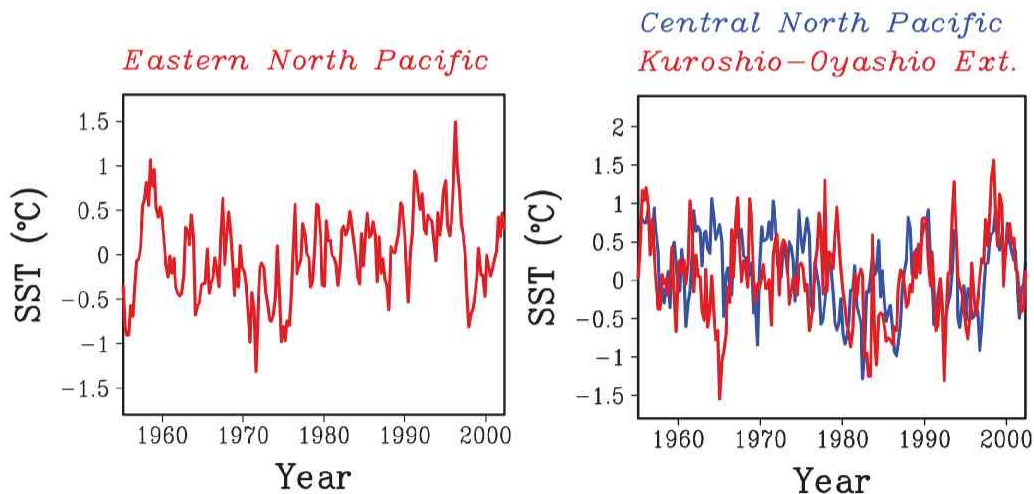 Eastern North Pacific
1.5
1
0.5
0
−0.5
−1
−1.5
SST (°C)
1960 1970 1980 1990 2000
Year
Central North Pacific
Kuroshio−Oyashio Ext.
2
1.5
1
0.5
0
−0.5
−1
−1.5
SST (°C)
1960 1970 1980 1990 2000
Year